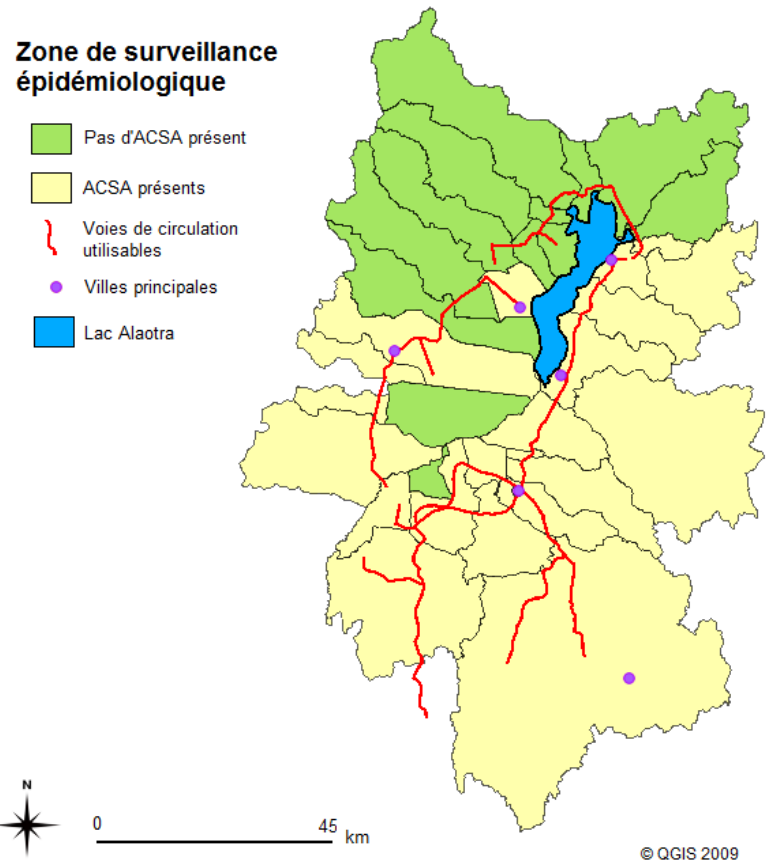 Zone de surveillance
épidémiologique
Pas d'ACSA présent
ACSA présents
Voies de circulation
utilisables
Villes principales
Lac Alaotra
N
0 45 km
© QGIS 2009